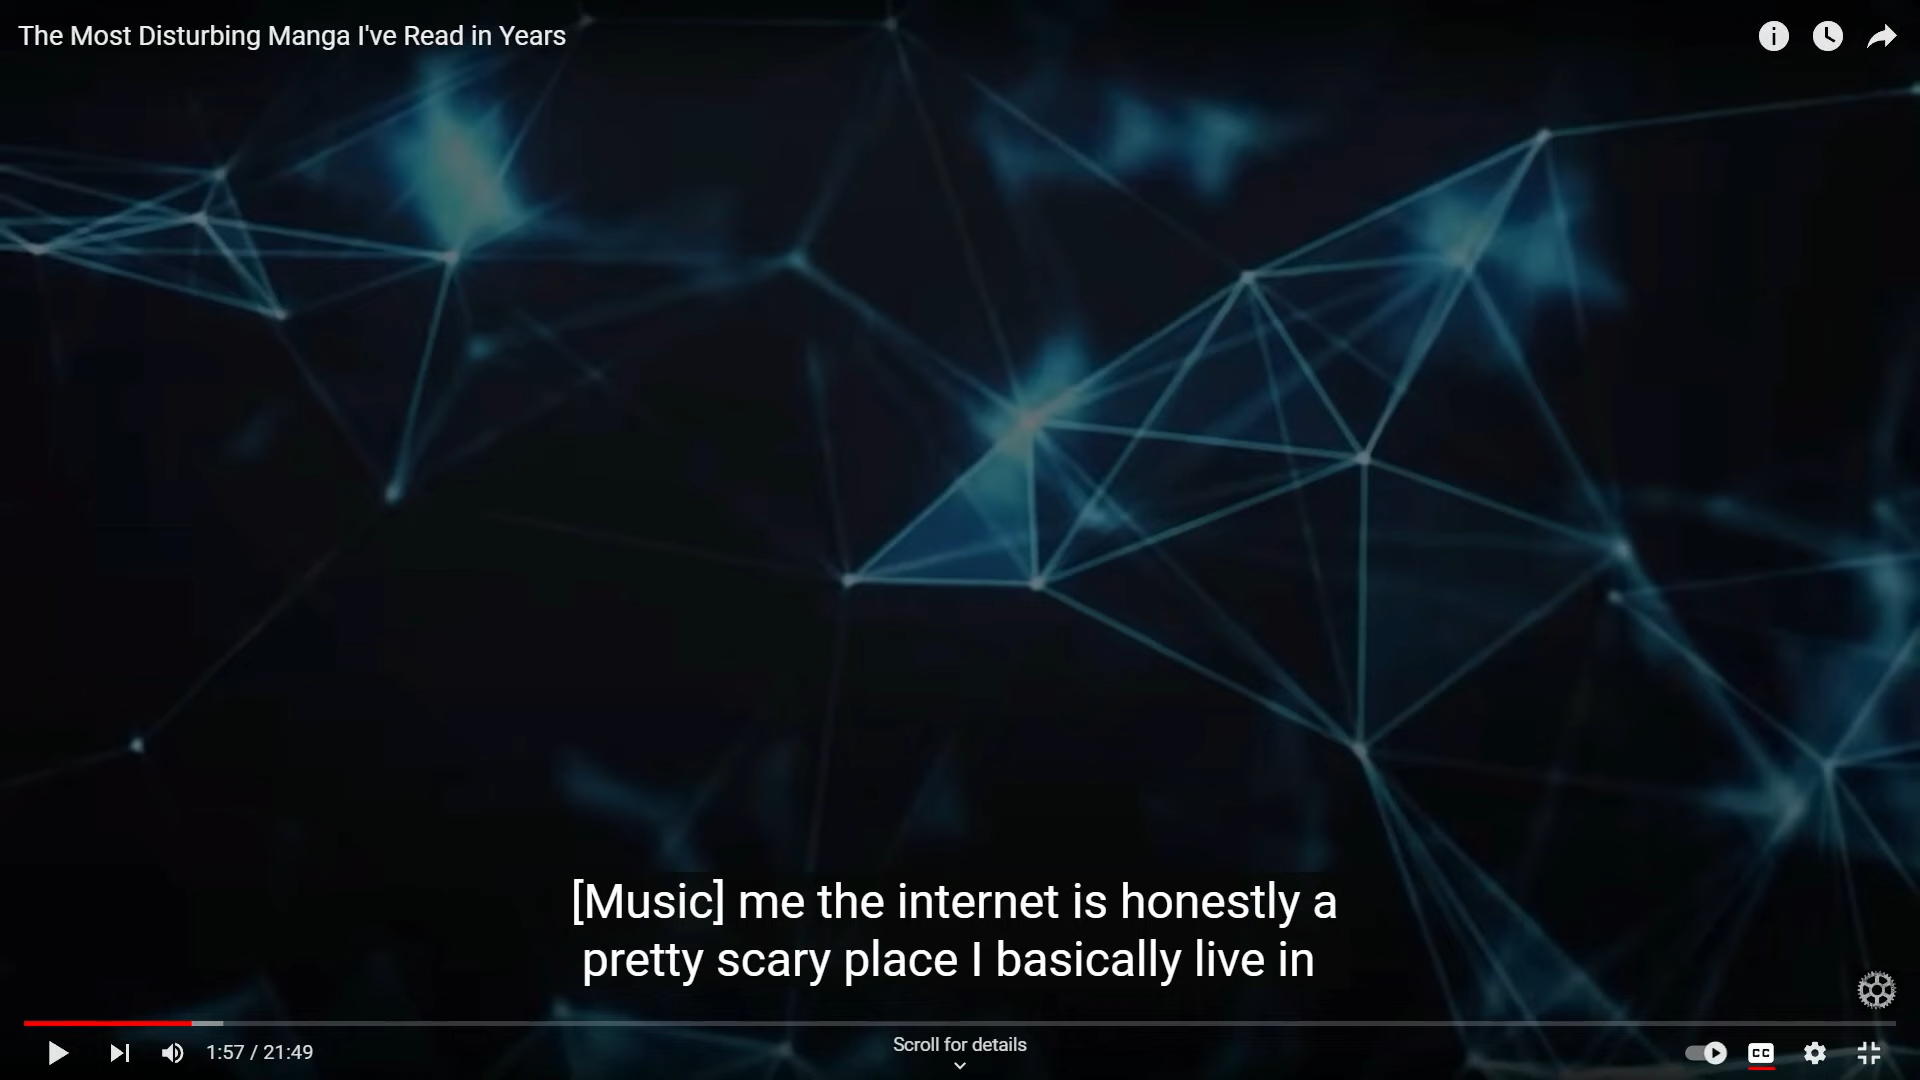 The Most Disturbing Manga I've Read in Years
[Music] me the internet is honestly a
pretty scary place I basically live in
Scroll for details
1:57 / 21:49
CC